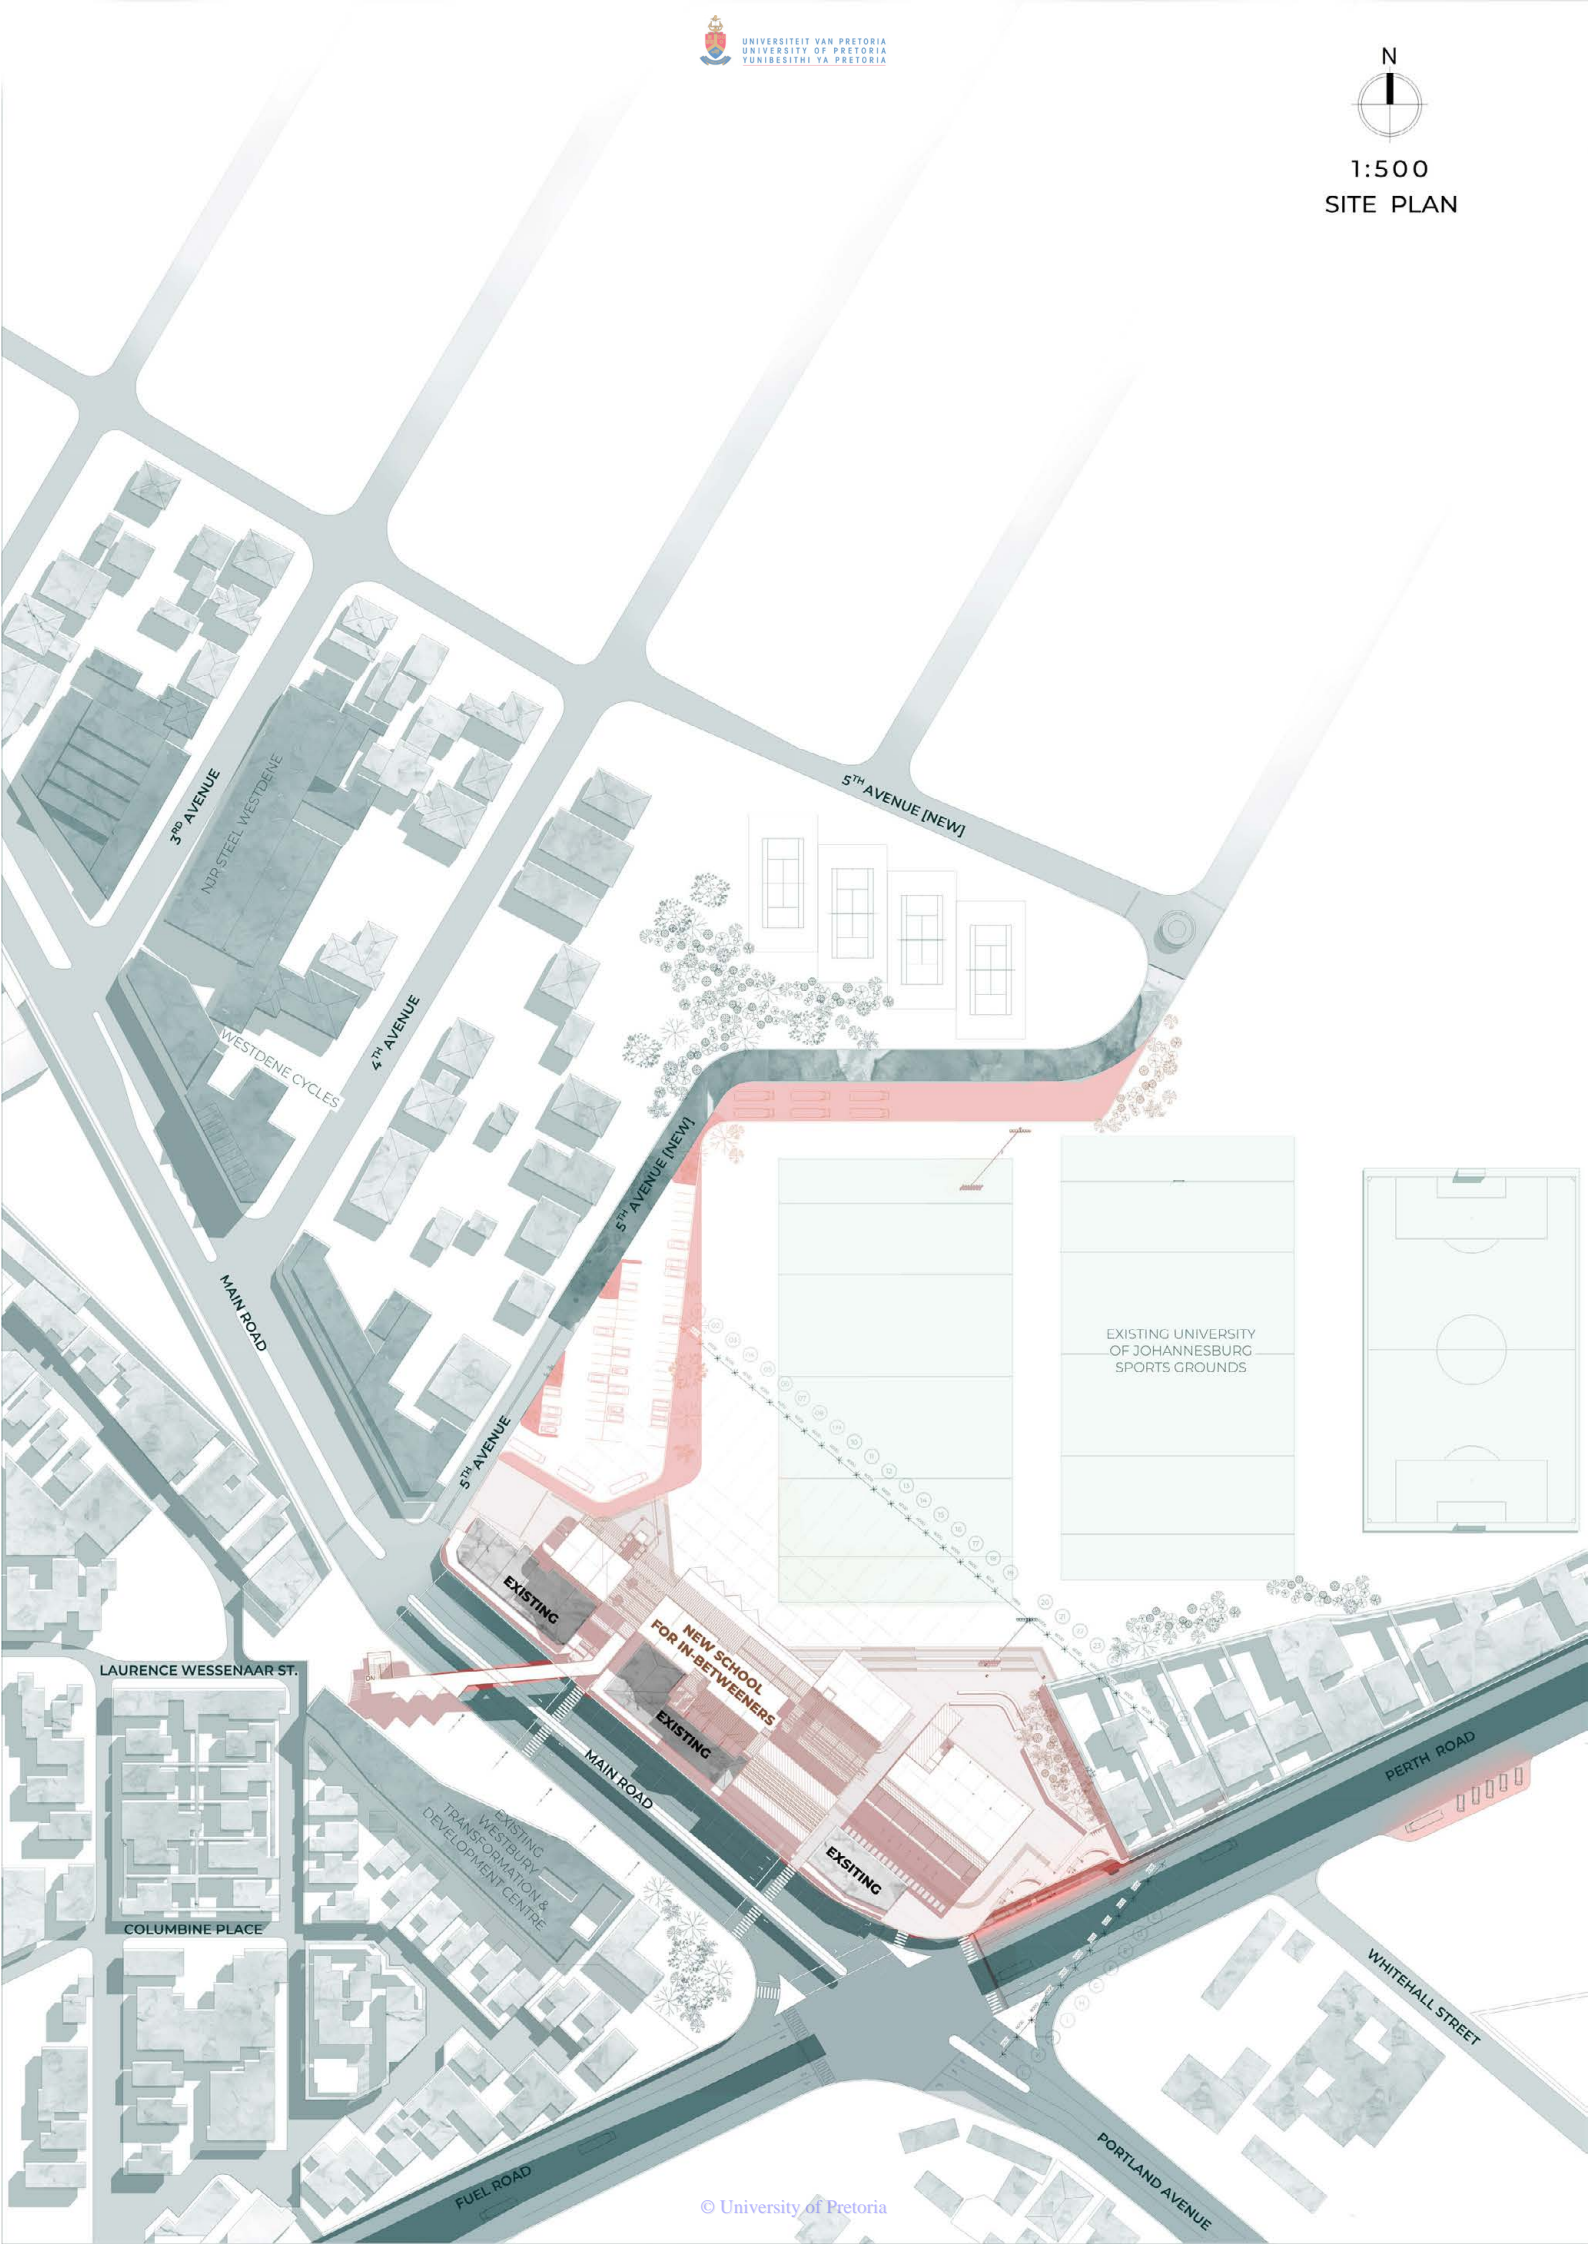 UNIVERSITEIT VAN PRETORIA
UNIVERSITY OF PRETORIA
YUNIBESITHI YA PRETORIA
N
1:500
SITE PLAN
5TH AVENUE [NEW]
3RD AVENUE
NJR STEEL WESTDENE
4TH AVENUE
WESTDENE CYCLES
5TH AVENUE [NEW]
MAIN ROAD
EXISTING UNIVERSITY
OF JOHANNESBURG
SPORTS GROUNDS
5TH AVENUE
EXISTING
NEW SCHOOL
FOR IN-BETWEENERS
LAURENCE WESSENAAR ST.
EXISTING
MAIN ROAD
PERTH ROAD
EXISTING
WESTBURY
TRANSFORMATION &
DEVELOPMENT CENTRE
EXSITING
COLUMBINE PLACE
WHITEHALL STREET
PORTLAND AVENUE
FUEL ROAD
© University of Pretoria